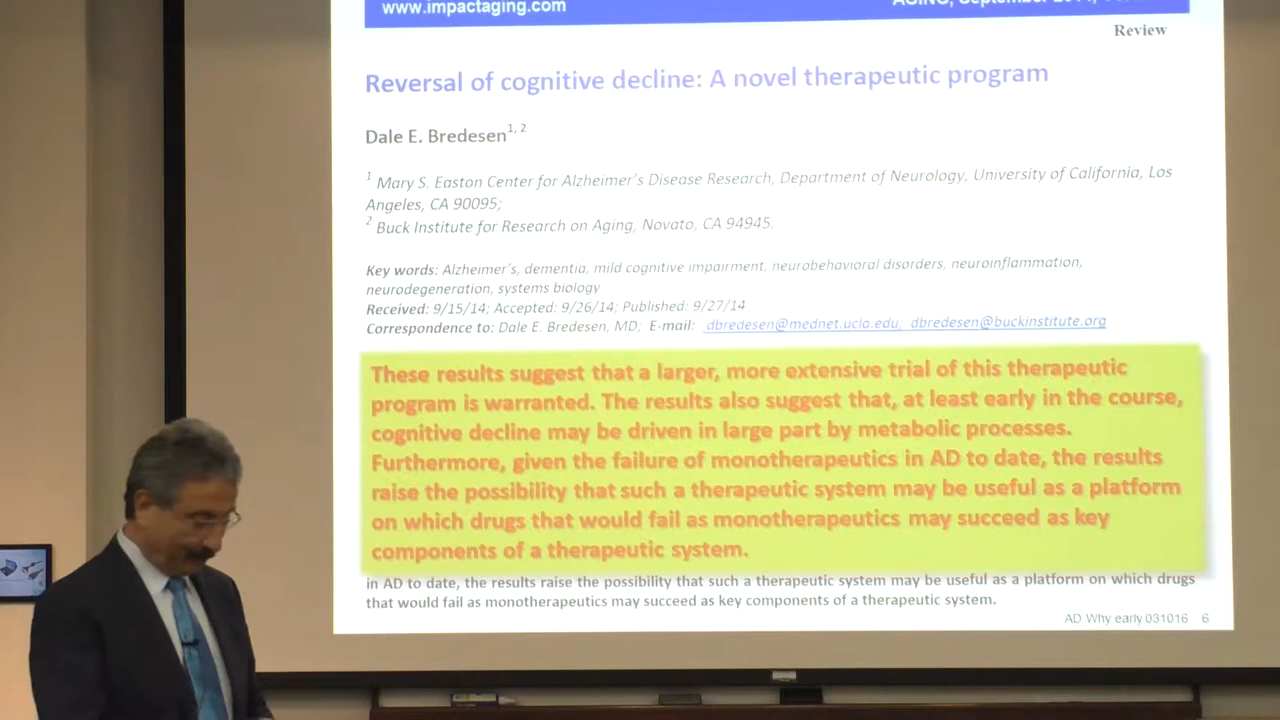 www.impactaging.com
AGING, September
Review
Reversal of cognitive decline: A novel therapeutic program
Dale E. Bredesen1, 2
1 Mary S. Easton Center for Alzheimer's Disease Research, Department of Neurology, University of California, Los
Angeles, CA 90095;
2 Buck Institute for Research on Aging, Novato, CA 94945.
Key words: Alzheimer's, dementia, mild cognitive impairment, neurobehavioral disorders, neuroinflammation,
neurodegeneration, systems biology
Received: 9/15/14; Accepted: 9/26/14; Published: 9/27/14
Correspondence to: Dale E. Bredesen, MD; E-mail: dbredesen@mednet.ucla.edu; dbredesen@buckinstitute.org
These results suggest that a larger, more extensive trial of this therapeutic
program is warranted. The results also suggest that, at least early in the course,
cognitive decline may be driven in large part by metabolic processes.
Furthermore, given the failure of monotherapeutics in AD to date, the results
raise the possibility that such a therapeutic system may be useful as a platform
on which drugs that would fail as monotherapeutics may succeed as key
components of a therapeutic system.
in AD to date, the results raise the possibility that such a therapeutic system may be useful as a platform on which drugs
that would fail as monotherapeutics may succeed as key components of a therapeutic system.
AD Why early 031016 6